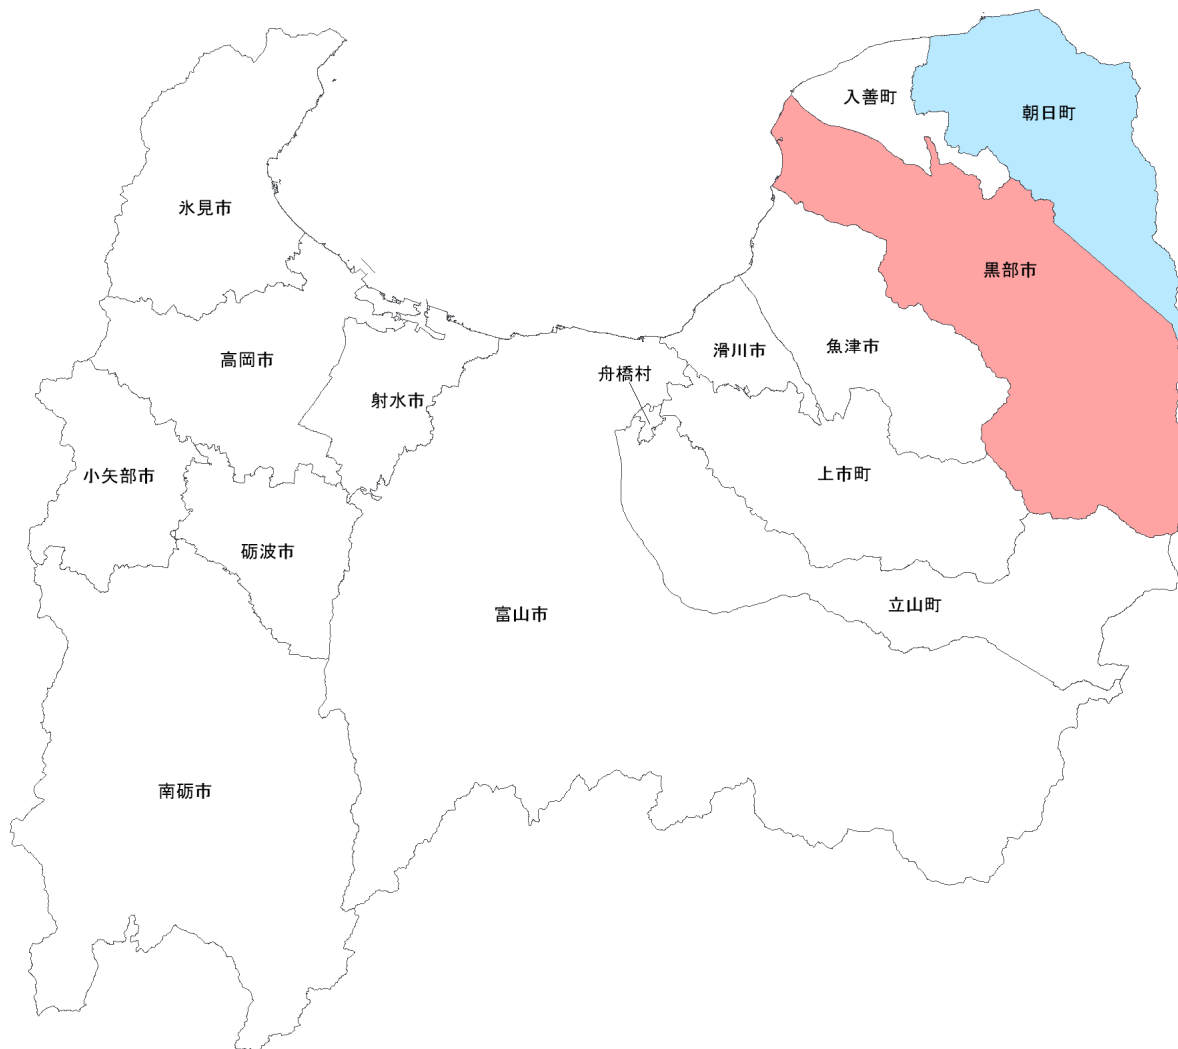 入善町
朝日町
氷見市
黒部市
魚津市
滑川市
高岡市
舟橋村
射水市
小矢部市
上市町
砺波市
立山町
富山市
南砺市